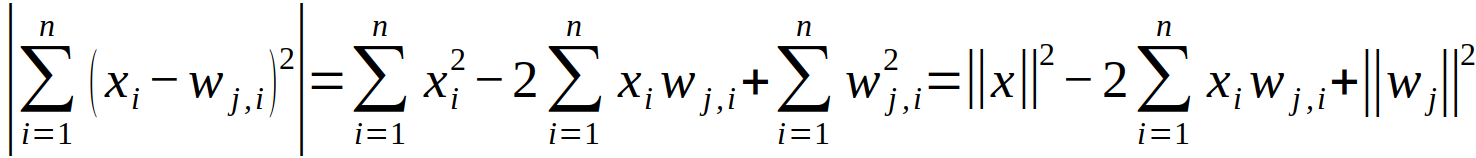 |∑_{i=1}^{n} (x_i − w_{j,i})^2| = ∑_{i=1}^{n} x_i^2 − 2 ∑_{i=1}^{n} x_i w_{j,i} + ∑_{i=1}^{n} w_{j,i}^2 = ||x||^2 − 2 ∑_{i=1}^{n} x_i w_{j,i} + ||w_j||^2